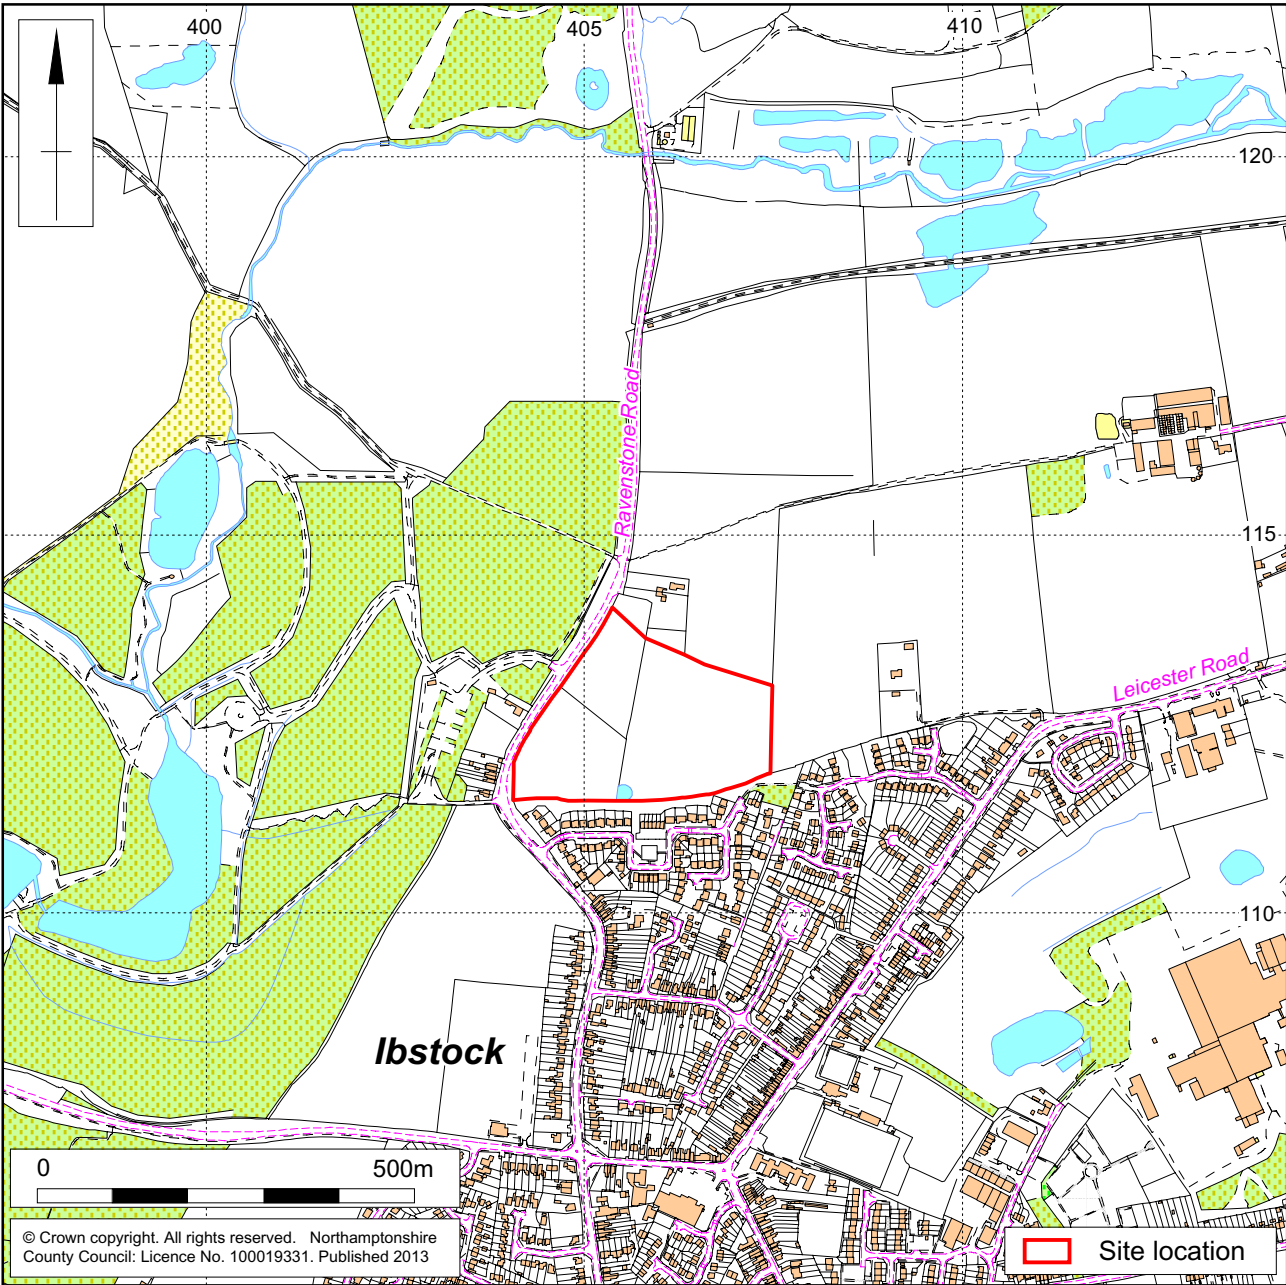 400
405
410
120
Ravenstone Road
115
Leicester Road
110
Ibstock
0 500m
© Crown copyright. All rights reserved. Northamptonshire
County Council: Licence No. 100019331. Published 2013
Site location